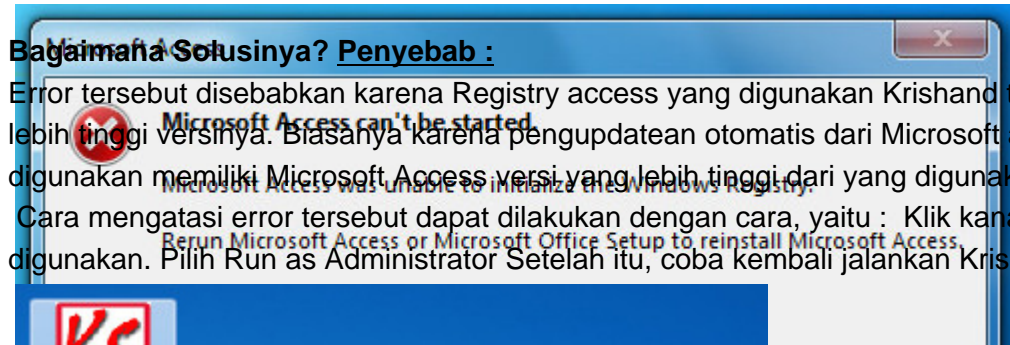 Microsoft Access
Bagaimana Solusinya? Penyebab :
Error tersebut disebabkan karena Registry access yang digunakan Krishand
Microsoft Access can't be started.
lebih tinggi versinya. Biasanya karena pengupdatean otomatis dari Microsoft
digunakan memiliki Microsoft Access versi yang lebih tinggi dari yang
Microsoft Access was unable to initialize the Windows Registry.
Cara mengatasi error tersebut dapat dilakukan dengan cara, yaitu : Klik
Rerun Microsoft Access or Microsoft Office Setup to reinstall Microsoft Access.
digunakan. Pilih Run as Administrator Setelah itu, coba kembali jalankan